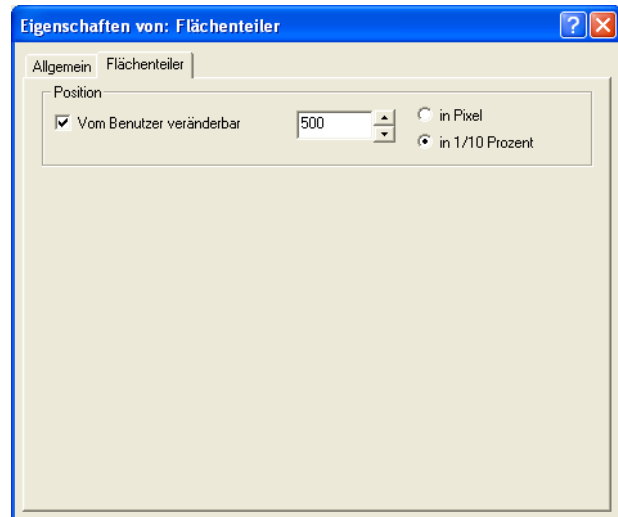 Eigenschaften von: Flächenteiler
Allgemein Flächenteiler
Position
Vom Benutzer veränderbar 500 in Pixel
in 1/10 Prozent